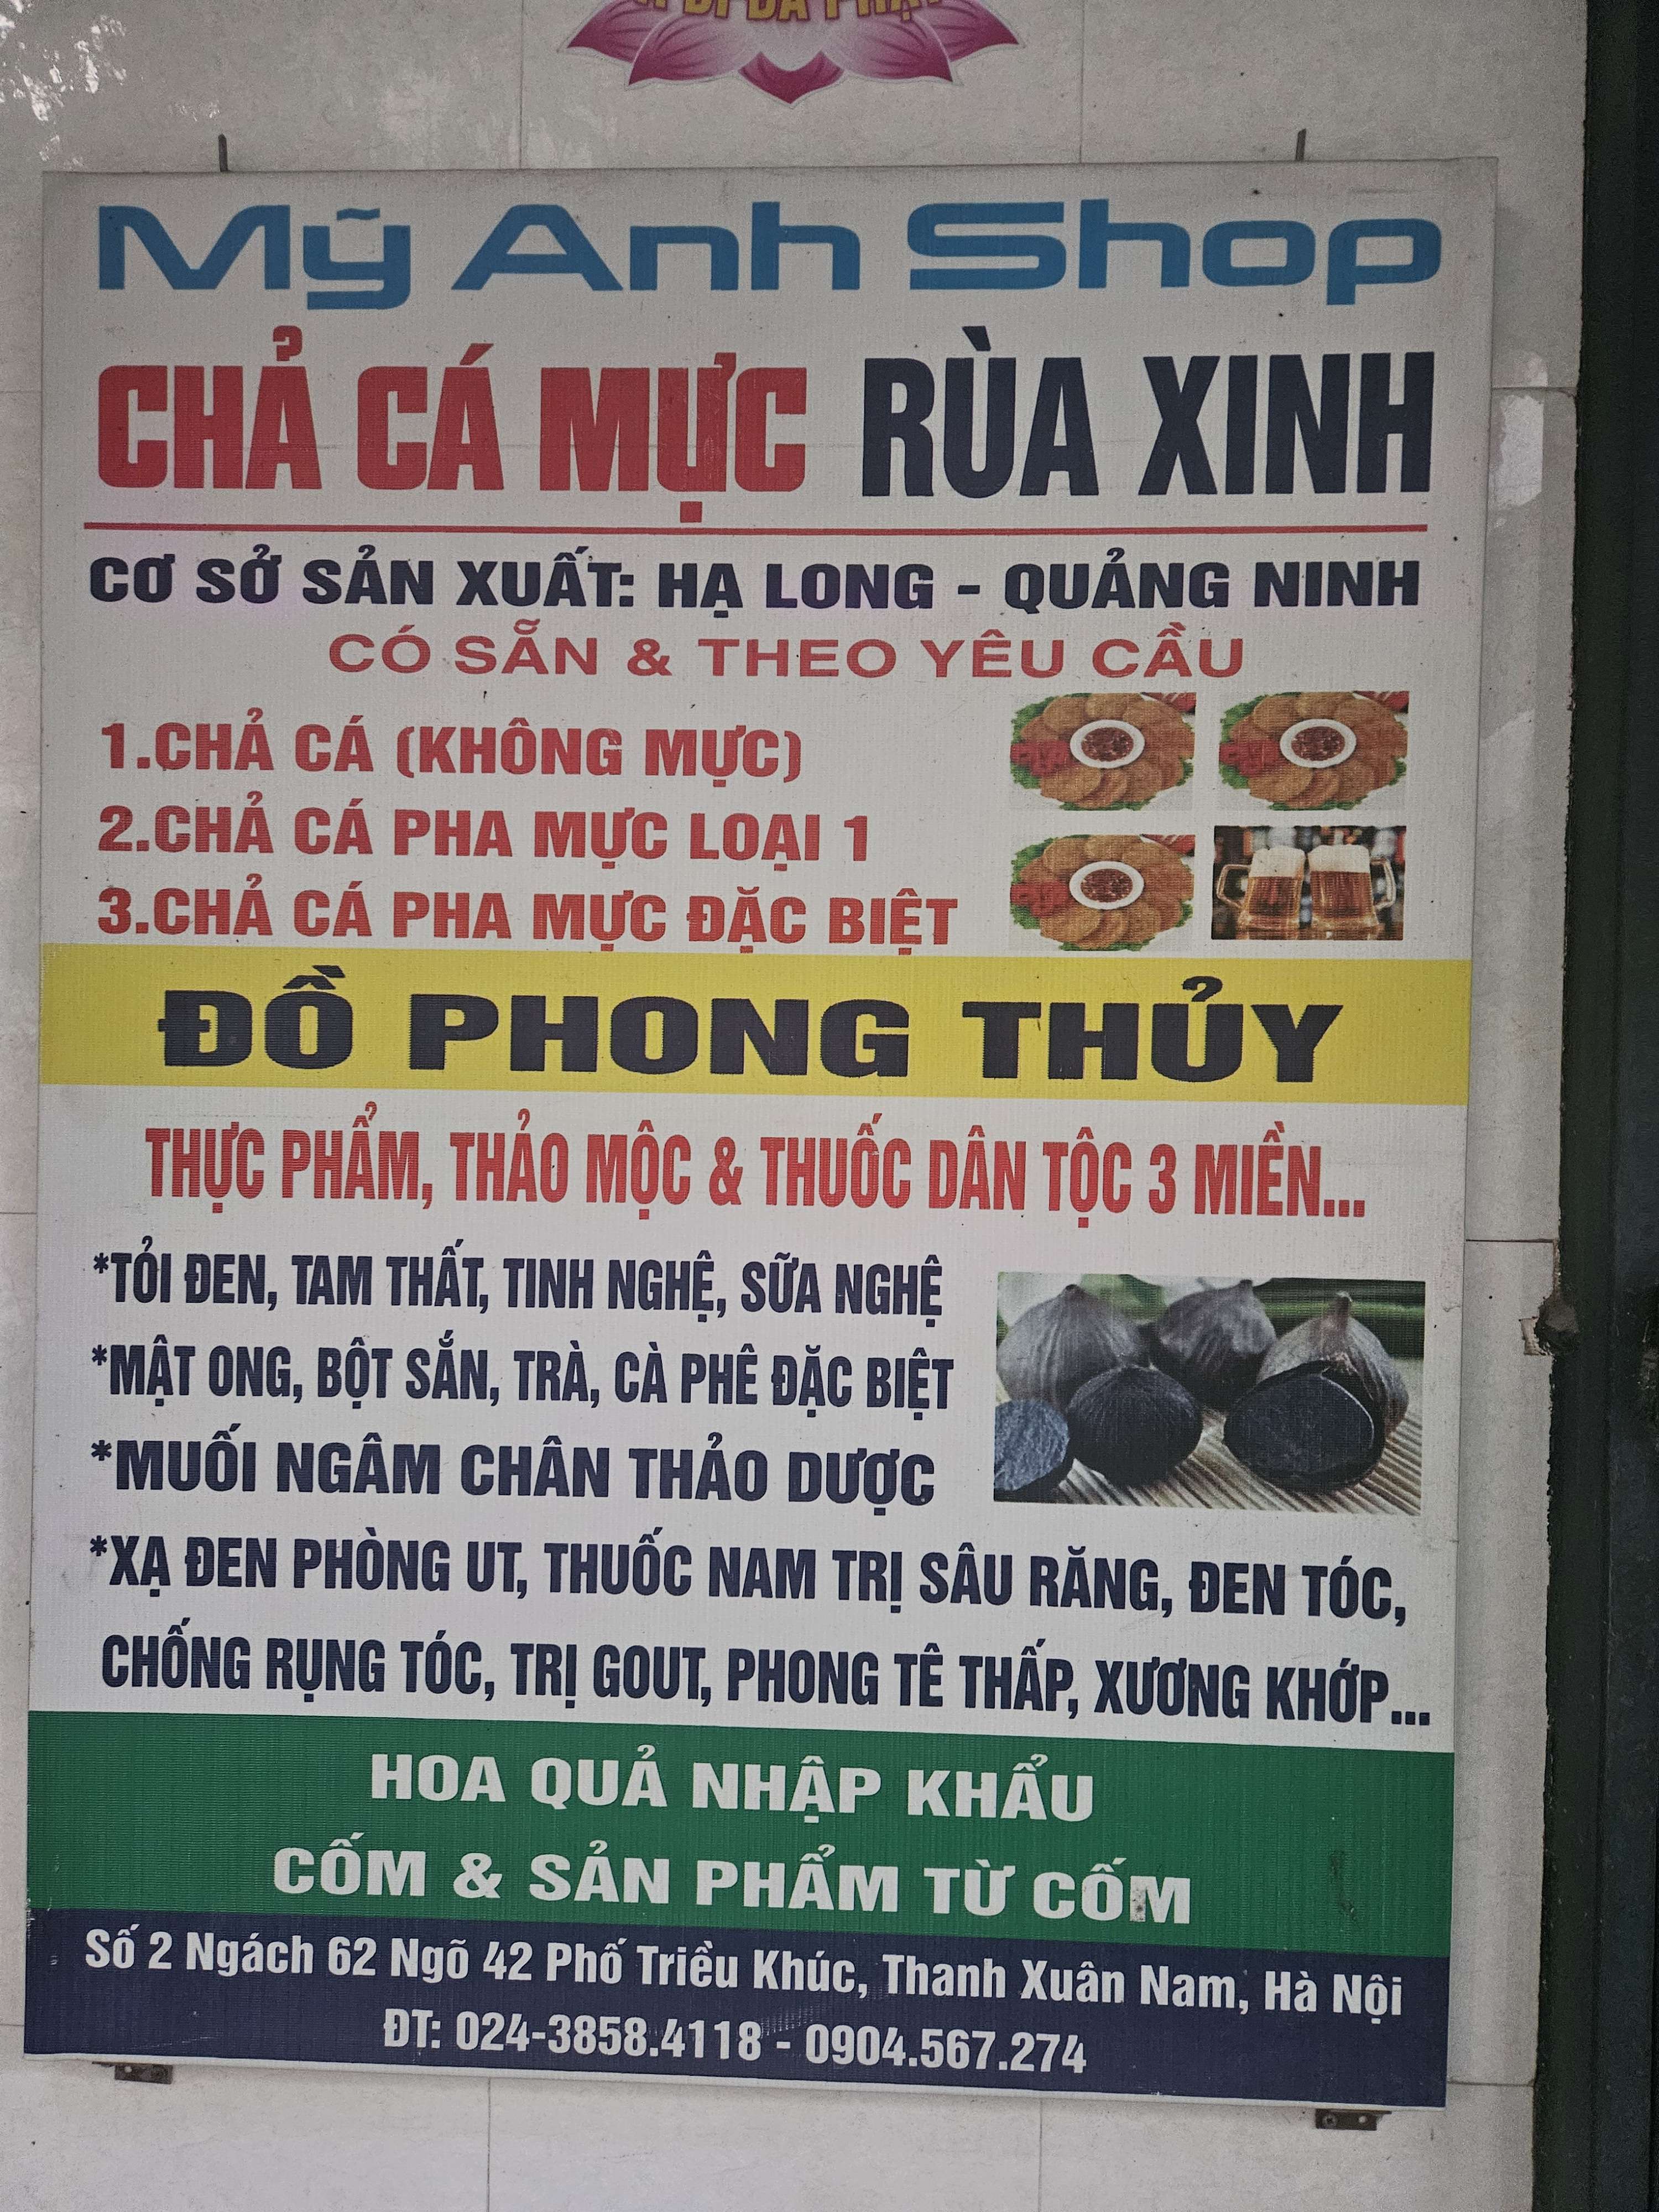 DI ĐÀ PHẬT
Mỹ Anh Shop
CHẢ CÁ MỰC RÙA XINH
CƠ SỞ SẢN XUẤT: HẠ LONG - QUẢNG NINH
CÓ SẴN & THEO YÊU CẦU
1.CHẢ CÁ (KHÔNG MỰC)
2.CHẢ CÁ PHA MỰC LOẠI 1
3.CHẢ CÁ PHA MỰC ĐẶC BIỆT
ĐỒ PHONG THỦY
THỰC PHẨM, THẢO MỘC & THUỐC DÂN TỘC 3 MIỀN...
*TỎI ĐEN, TAM THẤT, TINH NGHỆ, SỮA NGHỆ
*MẬT ONG, BỘT SẮN, TRÀ, CÀ PHÊ ĐẶC BIỆT
*MUỐI NGÂM CHÂN THẢO DƯỢC
*XẠ ĐEN PHÒNG UT, THUỐC NAM TRỊ SÂU RĂNG, ĐEN TÓC,
CHỐNG RỤNG TÓC, TRỊ GOUT, PHONG TÊ THẤP, XƯƠNG KHỚP...
HOA QUẢ NHẬP KHẨU
CỐM & SẢN PHẨM TỪ CỐM
Số 2 Ngách 62 Ngõ 42 Phố Triều Khúc, Thanh Xuân Nam, Hà Nội
ĐT: 024-3858.4118 - 0904.567.274